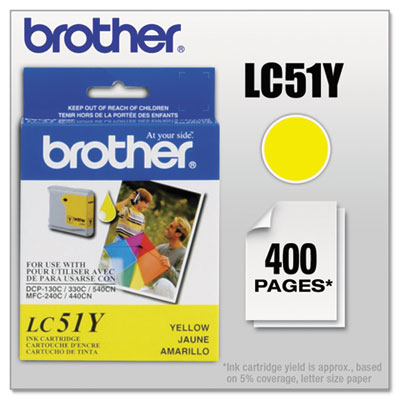 brother
LC51Y
KEEP OUT OF REACH OF CHILDREN.
TENIR HORS DE LA PORTÉE DES ENFANTS
At your side.
brother
FOR USE WITH
POUR UTILISER AVEC
DE PARA USARSE CON
DCP-130C / 330C / 540CN
MFC-240C / 440CN
LC51Y
INK CARTRIDGE
CARTOUCHE D'ENCRE
CARTUCHO DE TINTA
YELLOW
JAUNE
AMARILLO
400
PAGES*
*Ink cartridge yield is approx., based
on 5% coverage, letter size paper